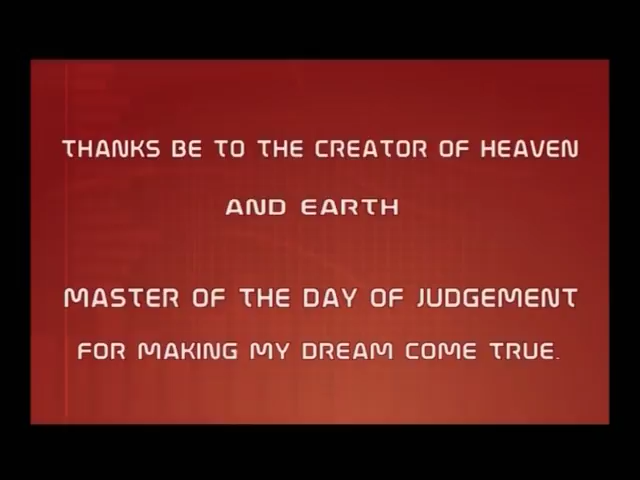 THANKS BE TO THE CREATOR OF HEAVEN
AND EARTH
MASTER OF THE DAY OF JUDGEMENT
FOR MAKING MY DREAM COME TRUE.